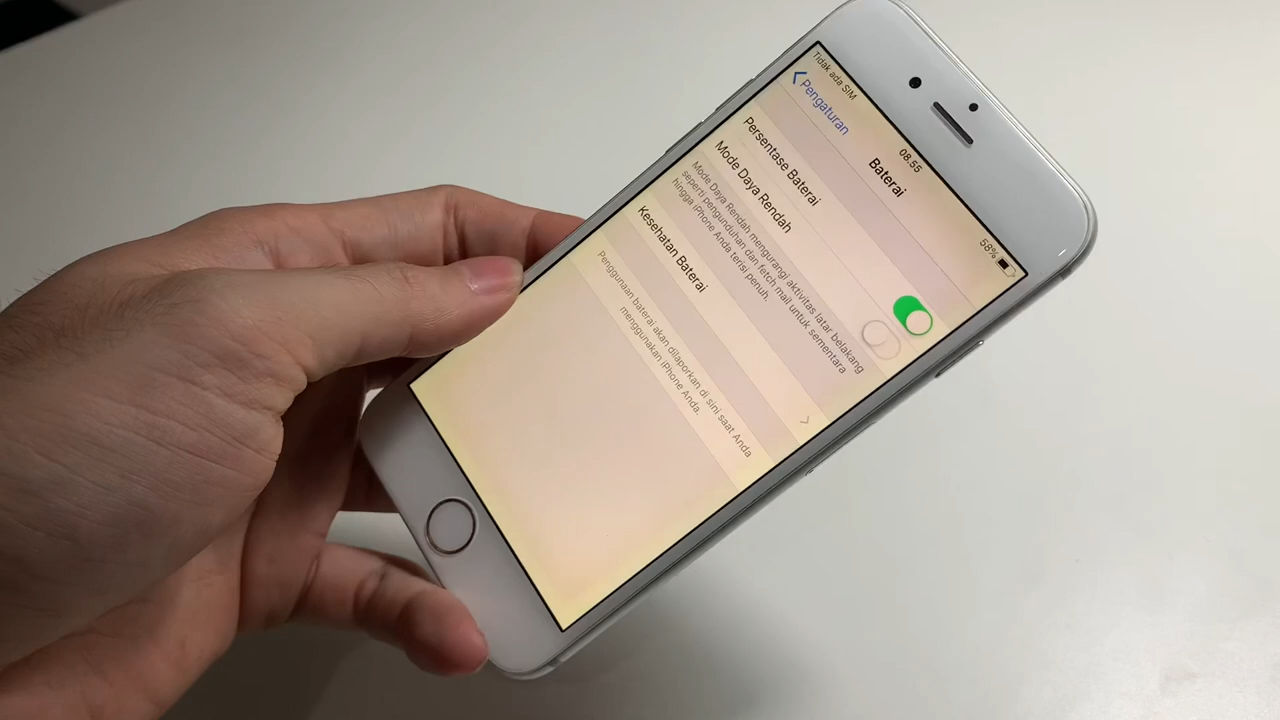 Tidak ada SIM
08.55
58%
Pengaturan
Baterai
Persentase Baterai
Mode Daya Rendah
Mode Daya Rendah mengurangi aktivitas latar belakang
seperti pengunduhan dan fetch mail untuk sementara
hingga iPhone Anda terisi penuh.
Kesehatan Baterai
Penggunaan baterai akan dilaporkan di sini saat Anda
menggunakan iPhone Anda.